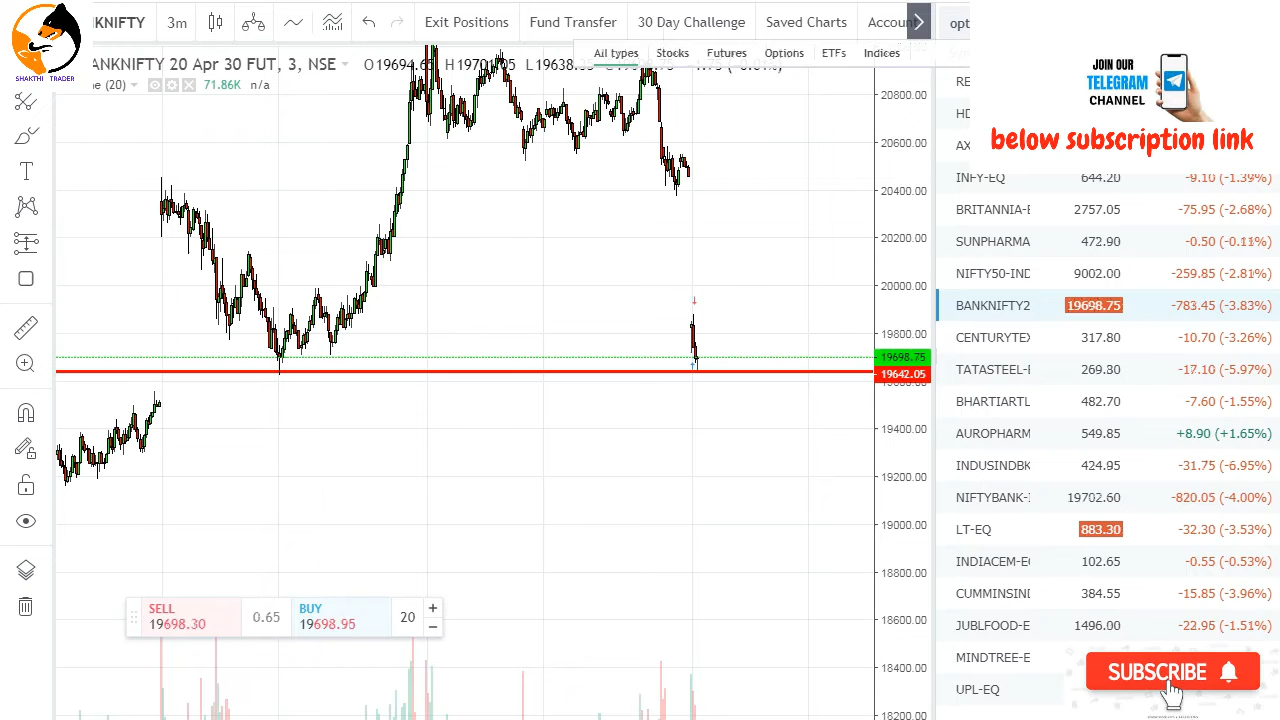 SHAKTHI TRADER
ANKNIFTY 3m Exit Positions Fund Transfer 30 Day Challenge Saved Charts Account opt
All types Stocks Futures Options ETFs Indices
ANKNIFTY 20 Apr 30 FUT, 3, NSE
(20) 71.86K n/a
JOIN OUR
TELEGRAM
CHANNEL
below subscription link
20800.00
20600.00
20400.00
20200.00
20000.00
19800.00
19698.75
19642.05
19400.00
19200.00
19000.00
18800.00
18600.00
18400.00
18200.00
RE
HD
AX
INFY-EQ 644.20 -9.10 (-1.39%)
BRITANNIA-E 2757.05 -75.95 (-2.68%)
SUNPHARMA 472.90 -0.50 (-0.11%)
NIFTY50-IND 9002.00 -259.85 (-2.81%)
BANKNIFTY2 19698.75 -783.45 (-3.83%)
CENTURYTEX 317.80 -10.70 (-3.26%)
TATASTEEL-E 269.30 -17.10 (-5.97%)
BHARTIARTL 482.70 -7.60 (-1.55%)
AUROPHARM 549.85 +8.90 (+1.65%)
INDUSINDBK 424.95 -31.75 (-6.95%)
NIFTYBANK-I 19702.60 -820.05 (-4.00%)
LT-EQ 883.30 -32.30 (-3.53%)
INDIACEM-EQ 102.65 -0.55 (-0.53%)
CUMMINSIND 384.55 -15.85 (-3.96%)
JUBLFOOD-E 1496.00 -22.95 (-1.51%)
MINDTREE-E
UPL-EQ
SELL
19698.30
0.65
BUY
19698.95
20
SUBSCRIBE